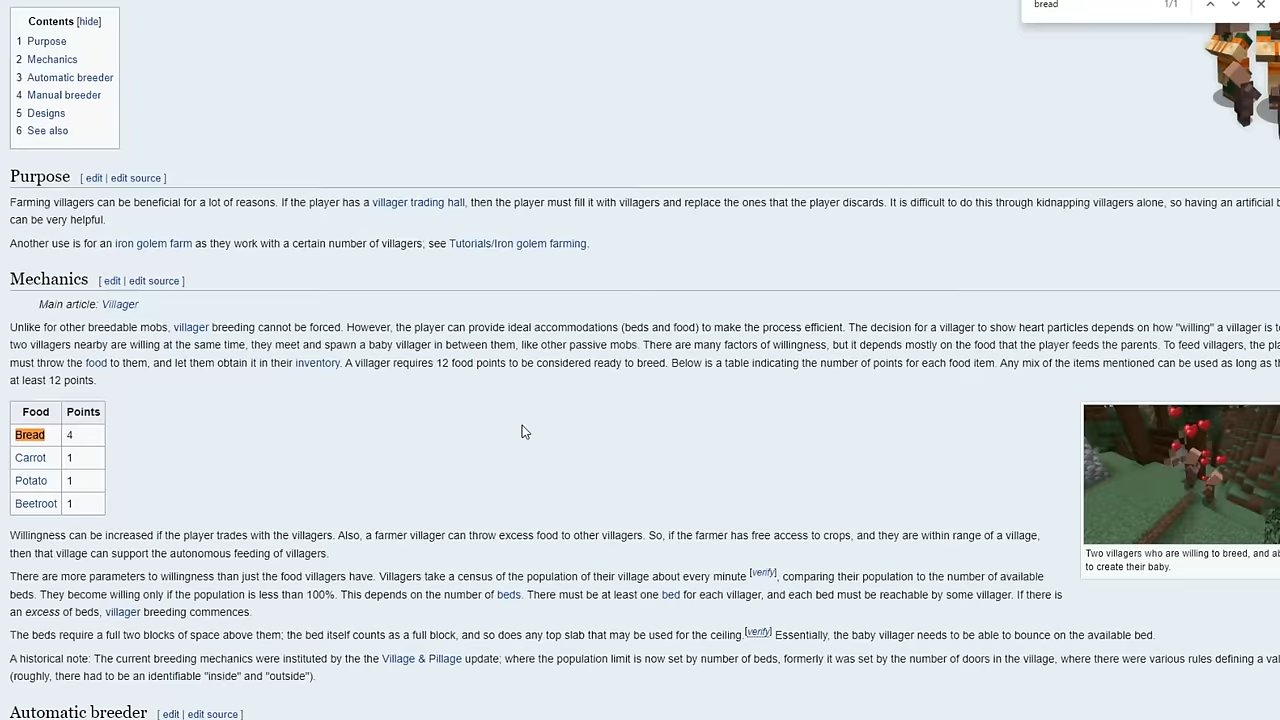 bread 1/1
Contents [hide]
1 Purpose
2 Mechanics
3 Automatic breeder
4 Manual breeder
5 Designs
6 See also
Purpose [ edit | edit source ]
Farming villagers can be beneficial for a lot of reasons. If the player has a villager trading hall, then the player must fill it with villagers and replace the ones that the player discards. It is difficult to do this through kidnapping villagers alone, so having an artificial
can be very helpful.
Another use is for an iron golem farm as they work with a certain number of villagers; see Tutorials/Iron golem farming.
Mechanics [ edit | edit source ]
Main article: Villager
Unlike for other breedable mobs, villager breeding cannot be forced. However, the player can provide ideal accommodations (beds and food) to make the process efficient. The decision for a villager to show heart particles depends on how "willing" a villager is
two villagers nearby are willing at the same time, they meet and spawn a baby villager in between them, like other passive mobs. There are many factors of willingness, but it depends mostly on the food that the player feeds the parents. To feed villagers, the
must throw the food to them, and let them obtain it in their inventory. A villager requires 12 food points to be considered ready to breed. Below is a table indicating the number of points for each food item. Any mix of the items mentioned can be used as long as
at least 12 points.
Food Points
Bread 4
Carrot 1
Potato 1
Beetroot 1
Willingness can be increased if the player trades with the villagers. Also, a farmer villager can throw excess food to other villagers. So, if the farmer has free access to crops, and they are within range of a village,
then that village can support the autonomous feeding of villagers.
Two villagers who are willing to breed, and
to create their baby.
There are more parameters to willingness than just the food villagers have. Villagers take a census of the population of their village about every minute [verify], comparing their population to the number of available
beds. They become willing only if the population is less than 100%. This depends on the number of beds. There must be at least one bed for each villager, and each bed must be reachable by some villager. If there is
an excess of beds, villager breeding commences.
The beds require a full two blocks of space above them; the bed itself counts as a full block, and so does any top slab that may be used for the ceiling.[verify] Essentially, the baby villager needs to be able to bounce on the available bed.
A historical note: The current breeding mechanics were instituted by the the Village & Pillage update; where the population limit is now set by number of beds, formerly it was set by the number of doors in the village, where there were various rules defining a
(roughly, there had to be an identifiable "inside" and "outside").
Automatic breeder [ edit | edit source ]